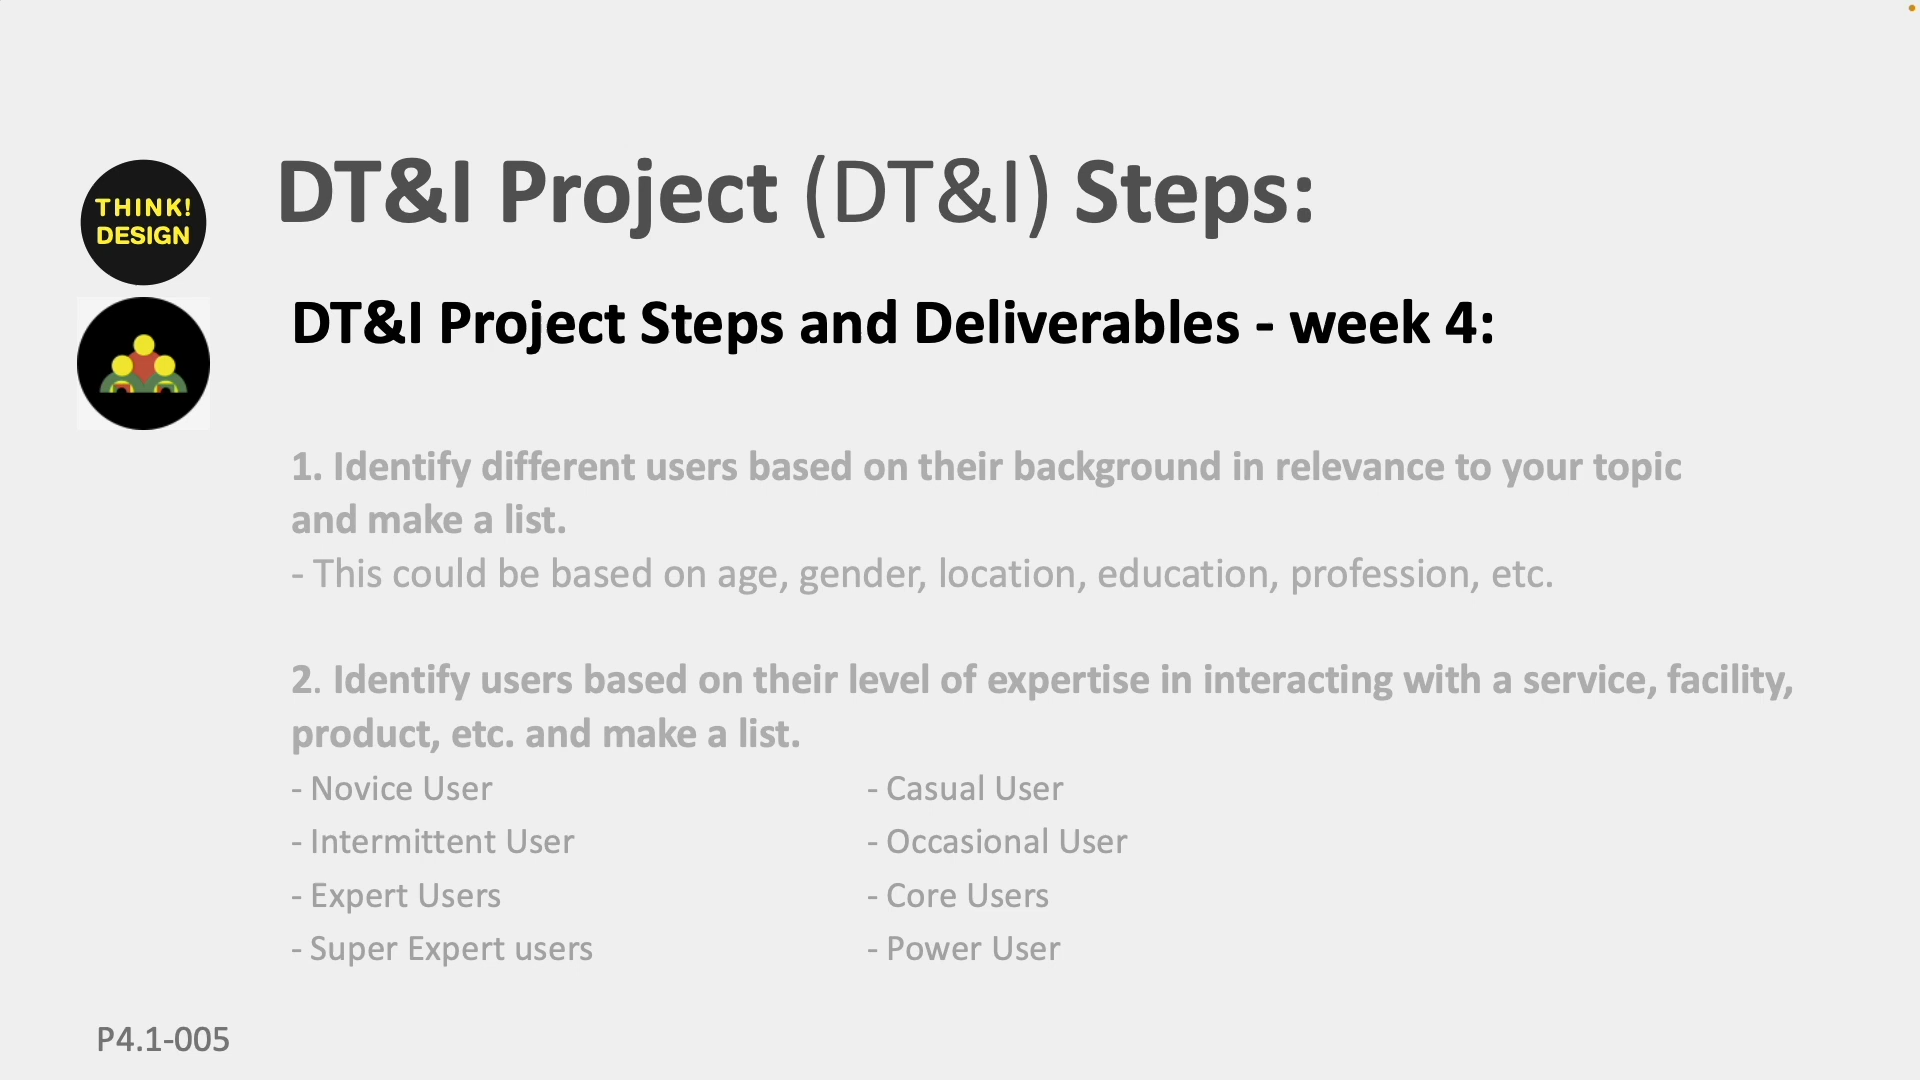 THINK!
DESIGN
DT&I Project (DT&I) Steps:
DT&I Project Steps and Deliverables - week 4:
1. Identify different users based on their background in relevance to your topic
and make a list.
- This could be based on age, gender, location, education, profession, etc.
2. Identify users based on their level of expertise in interacting with a service, facility,
product, etc. and make a list.
- Novice User
- Casual User
- Intermittent User
- Occasional User
- Expert Users
- Core Users
- Super Expert users
- Power User
P4.1-005